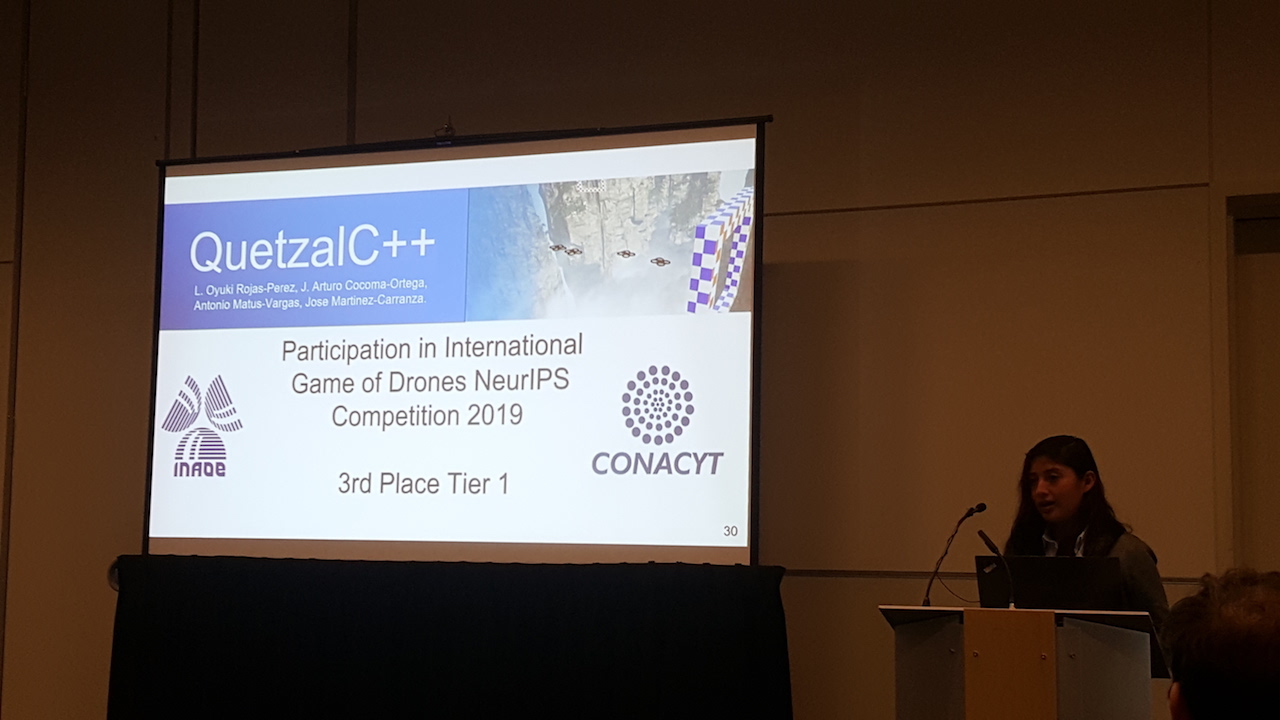 QuetzalC++
L. Oyuki Rojas-Perez, J. Arturo Cocoma-Ortega,
Antonio Matus-Vargas, Jose Martinez-Carranza.
Participation in International
Game of Drones NeurIPS
Competition 2019
3rd Place Tier 1
INAOE
CONACYT
30